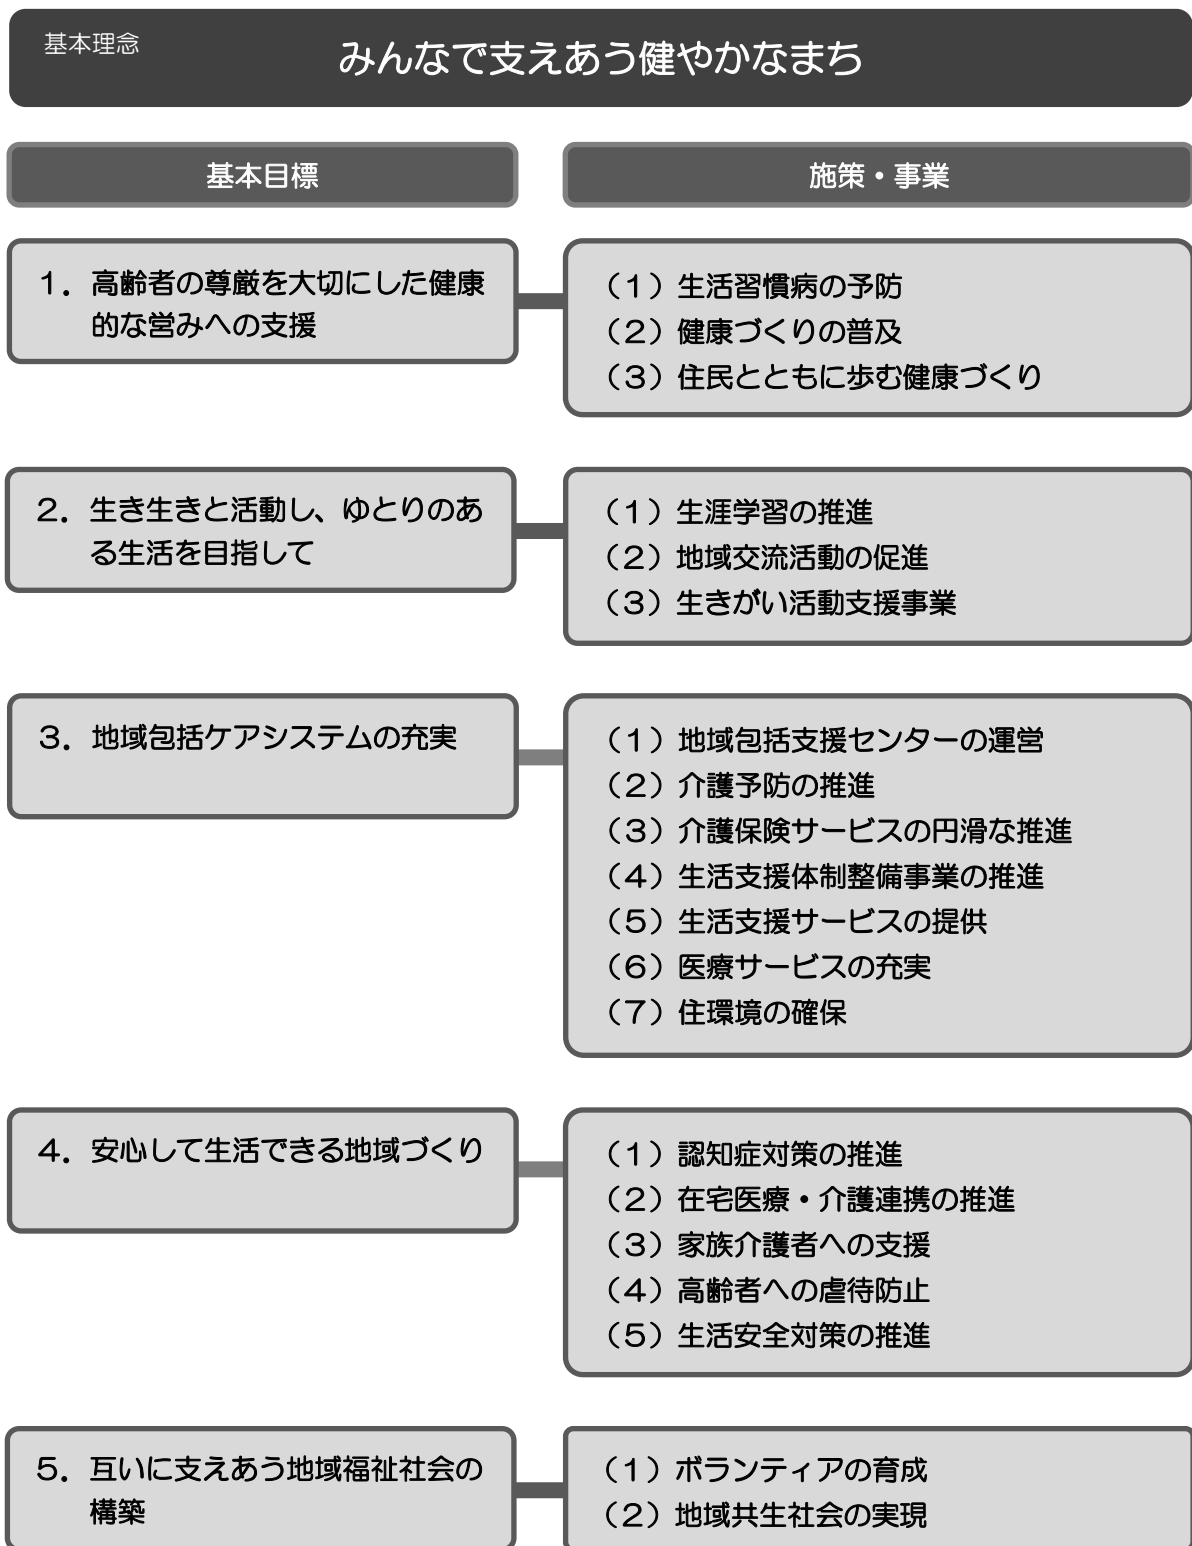 基本理念
みんなで支えあう健やかなまち
基本目標
施策・事業
1．高齢者の尊厳を大切にした健康
的な営みへの支援
（1）生活習慣病の予防
（2）健康づくりの普及
（3）住民とともに歩む健康づくり
2．生き生きと活動し、ゆとりのあ
る生活を目指して
（1）生涯学習の推進
（2）地域交流活動の促進
（3）生きがい活動支援事業
3．地域包括ケアシステムの充実
（1）地域包括支援センターの運営
（2）介護予防の推進
（3）介護保険サービスの円滑な推進
（4）生活支援体制整備事業の推進
（5）生活支援サービスの提供
（6）医療サービスの充実
（7）住環境の確保
4．安心して生活できる地域づくり
（1）認知症対策の推進
（2）在宅医療・介護連携の推進
（3）家族介護者への支援
（4）高齢者への虐待防止
（5）生活安全対策の推進
5．互いに支えあう地域福祉社会の
構築
（1）ボランティアの育成
（2）地域共生社会の実現